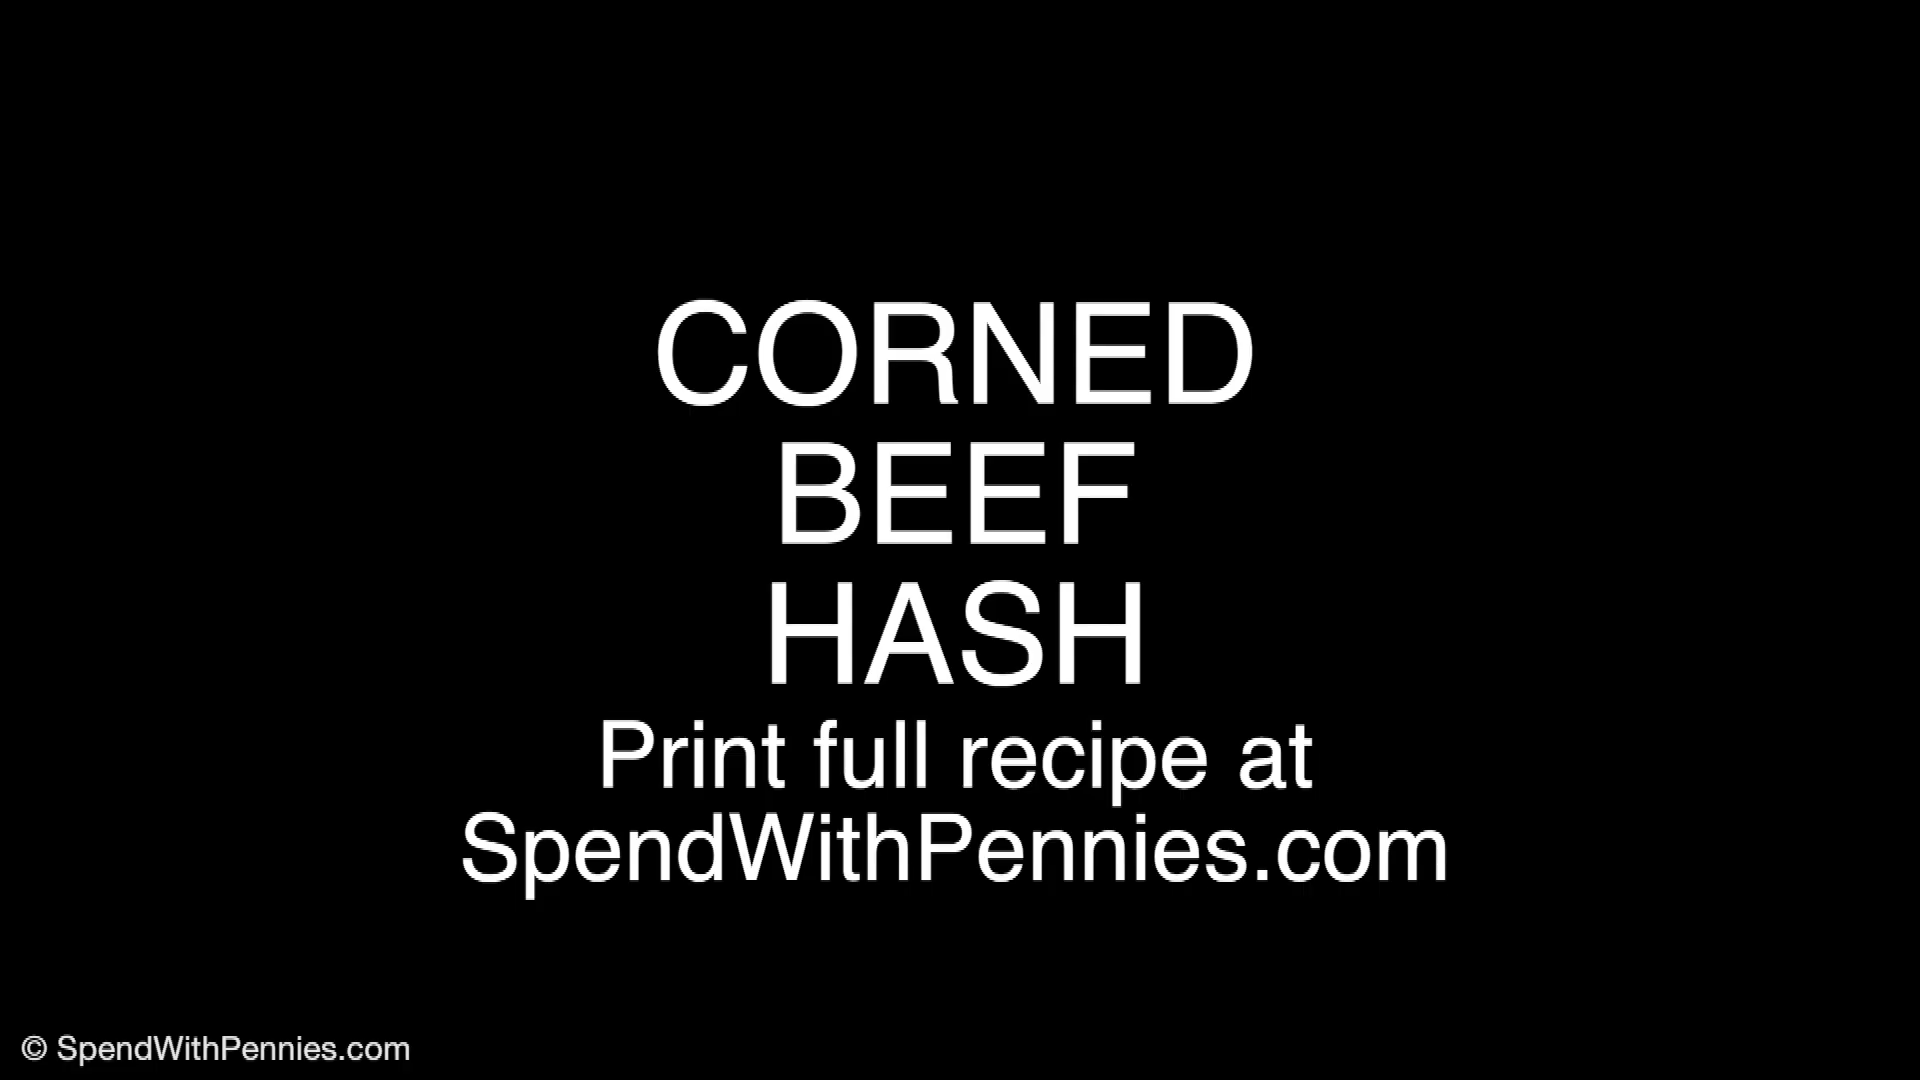 CORNED
BEEF
HASH
Print full recipe at
SpendWithPennies.com
© SpendWithPennies.com